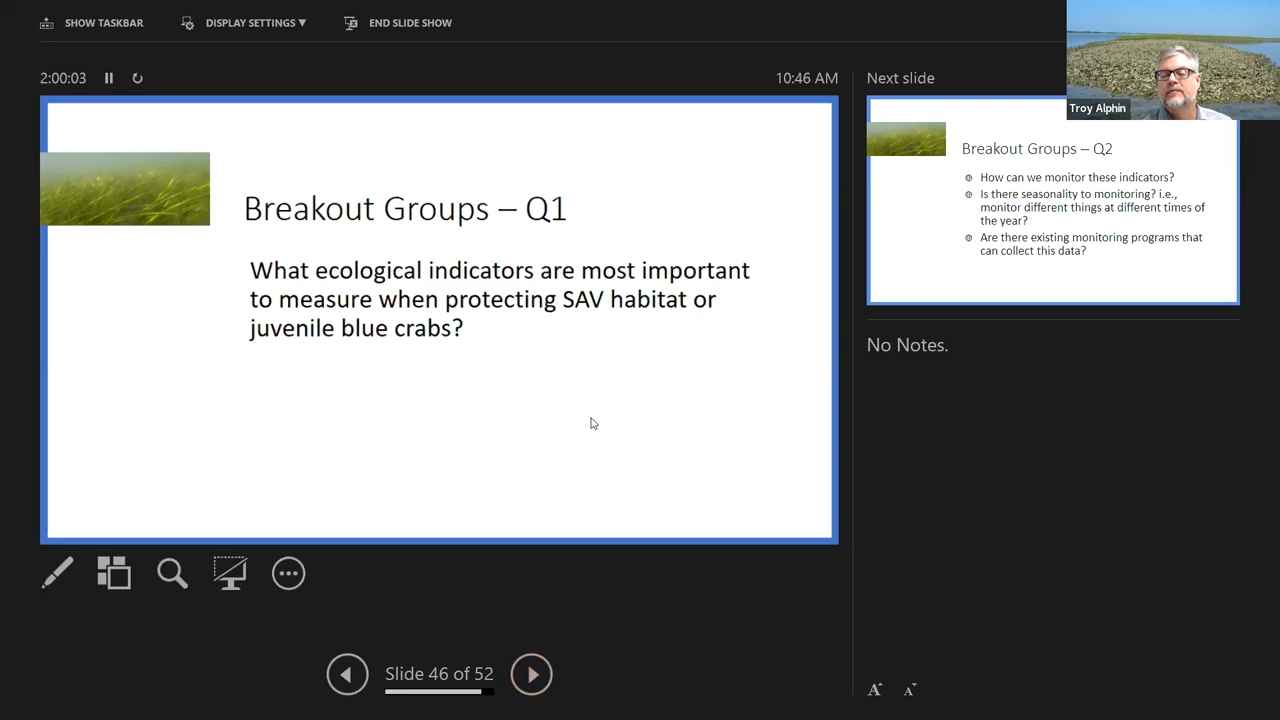 SHOW TASKBAR
DISPLAY SETTINGS ▼
END SLIDE SHOW
2:00:03
10:46 AM
Next slide
Troy Alphin
Breakout Groups – Q1
What ecological indicators are most important
to measure when protecting SAV habitat or
juvenile blue crabs?
Breakout Groups – Q2
How can we monitor these indicators?
Is there seasonality to monitoring? i.e.,
monitor different things at different times of
the year?
Are there existing monitoring programs that
can collect this data?
No Notes.
Slide 46 of 52
A A